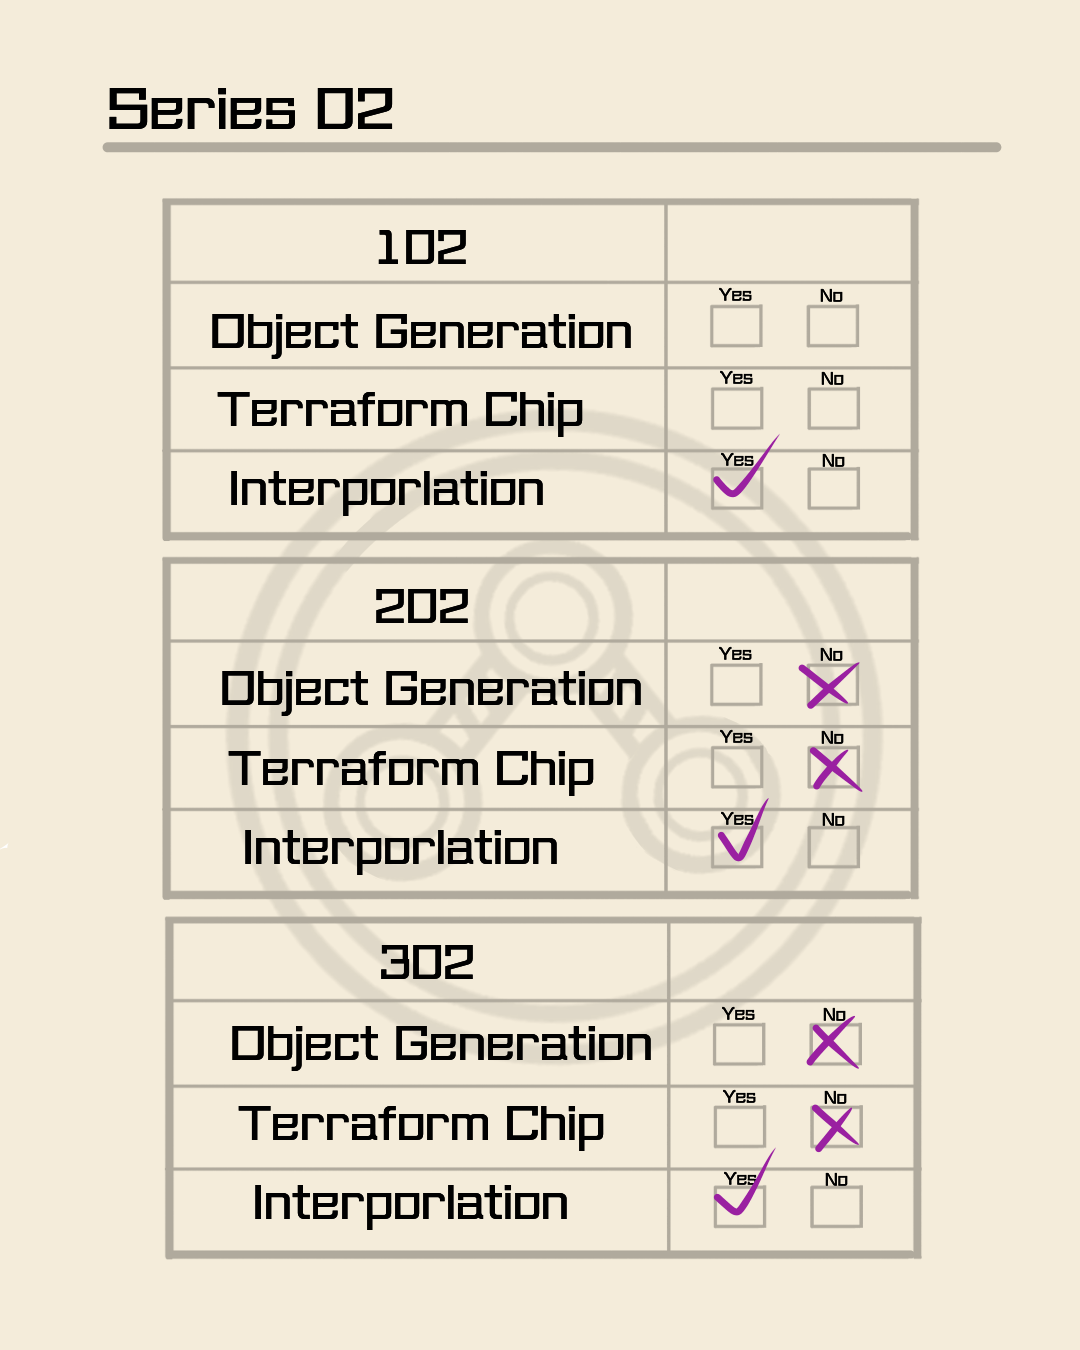 Series 02
102
Yes No
Object Generation
Yes No
Terraform Chip
Yes No
Interporlation
202
Yes No
Object Generation
Yes No
Terraform Chip
Yes No
Interporlation
302
Yes No
Object Generation
Yes No
Terraform Chip
Yes No
Interporlation